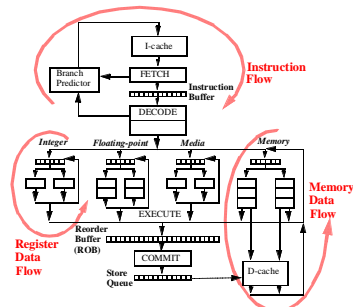 I-cache
Branch
Predictor
FETCH
Instruction
Flow
Instruction
Buffer
DECODE
Integer
Floating-point
Media
Memory
Memory
Data
Flow
EXECUTE
Register
Data
Flow
Reorder
Buffer
(ROB)
COMMIT
Store
Queue
D-cache